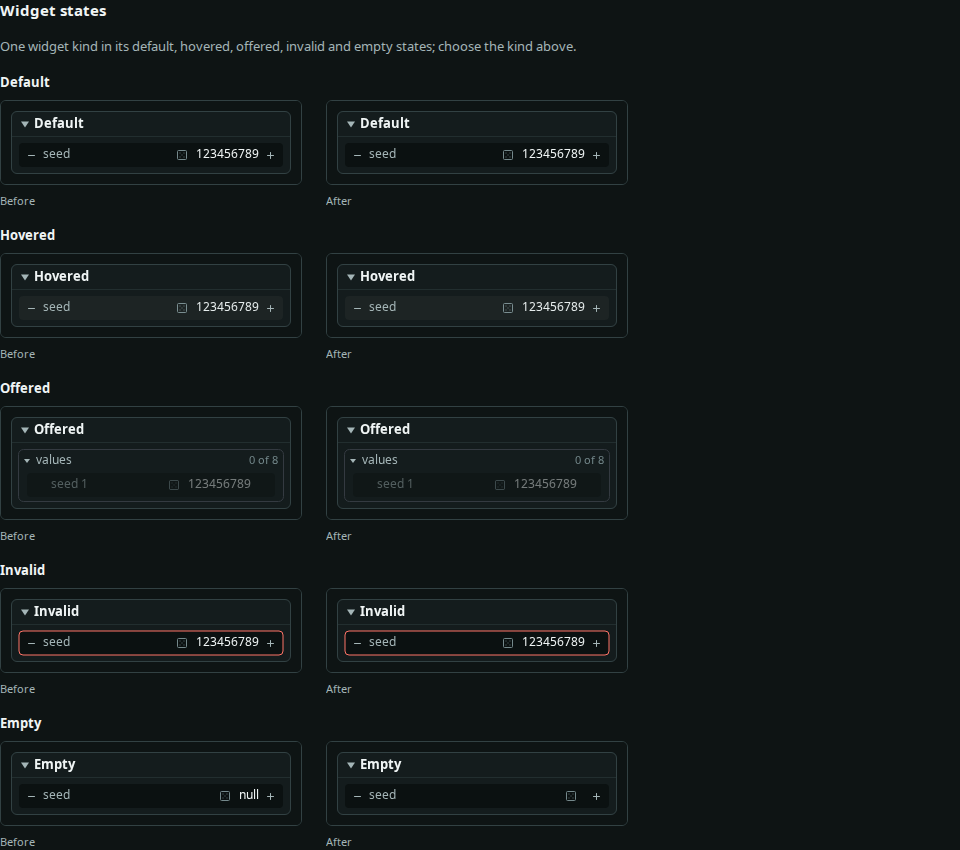 Widget states
One widget kind in its default, hovered, offered, invalid and empty states; choose the kind above.
Default
Default
Default
− seed 123456789 +
− seed 123456789 +
Before
After
Hovered
Hovered
Hovered
− seed 123456789 +
− seed 123456789 +
Before
After
Offered
Offered
Offered
values 0 of 8
values 0 of 8
seed 1 123456789
seed 1 123456789
Before
After
Invalid
Invalid
Invalid
− seed 123456789 +
− seed 123456789 +
Before
After
Empty
Empty
Empty
− seed null +
− seed +
Before
After